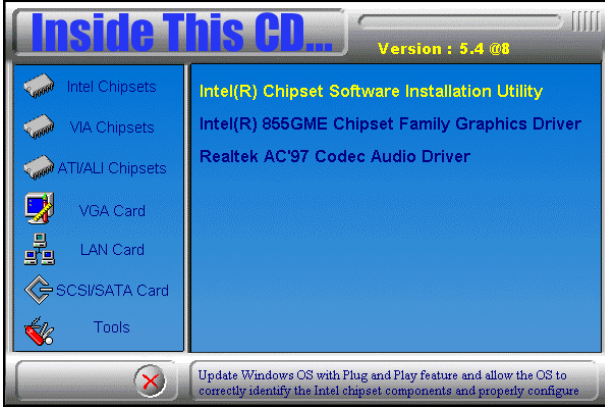 Inside This CD...
Version : 5.4 @8
Intel Chipsets
VIA Chipsets
ATI/ALI Chipsets
VGA Card
LAN Card
SCSI/SATA Card
Tools
Intel(R) Chipset Software Installation Utility
Intel(R) 855GME Chipset Family Graphics Driver
Realtek AC'97 Codec Audio Driver
Update Windows OS with Plug and Play feature and allow the OS to
correctly identify the Intel chipset components and properly configure